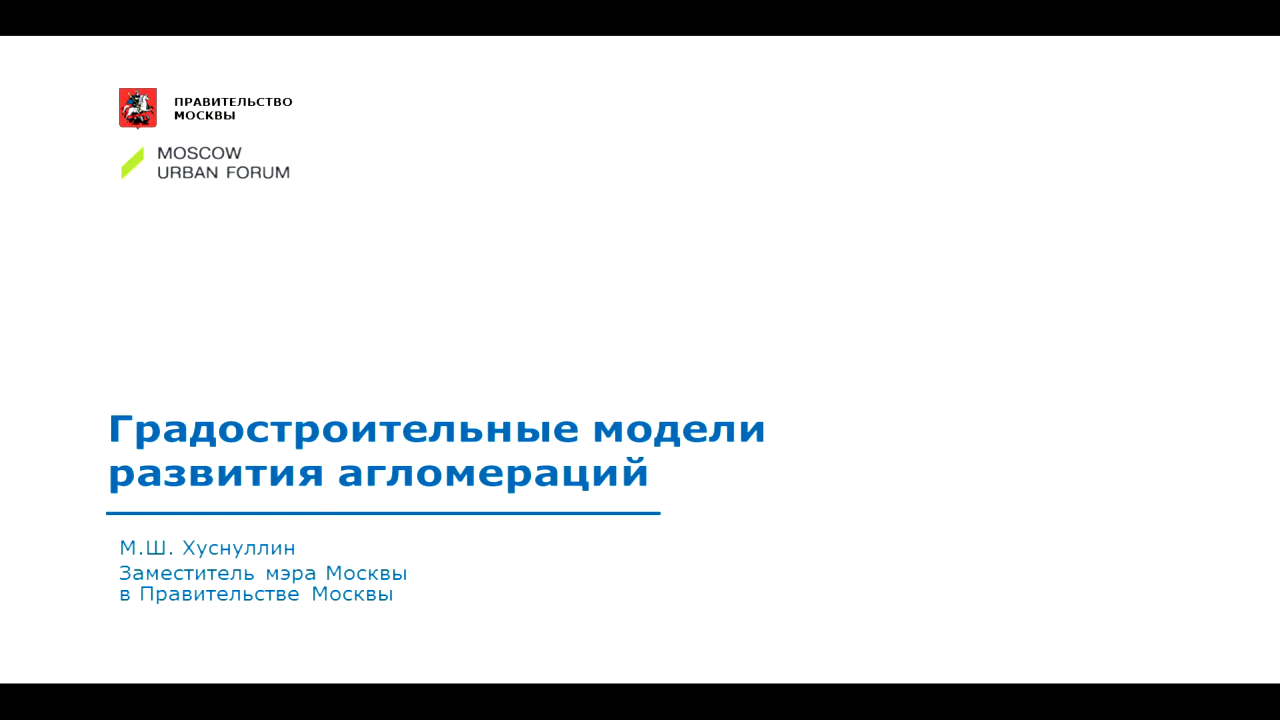 ПРАВИТЕЛЬСТВО
МОСКВЫ
MOSCOW
URBAN FORUM
Градостроительные модели
развития агломераций
М.Ш. Хуснуллин
Заместитель мэра Москвы
в Правительстве Москвы